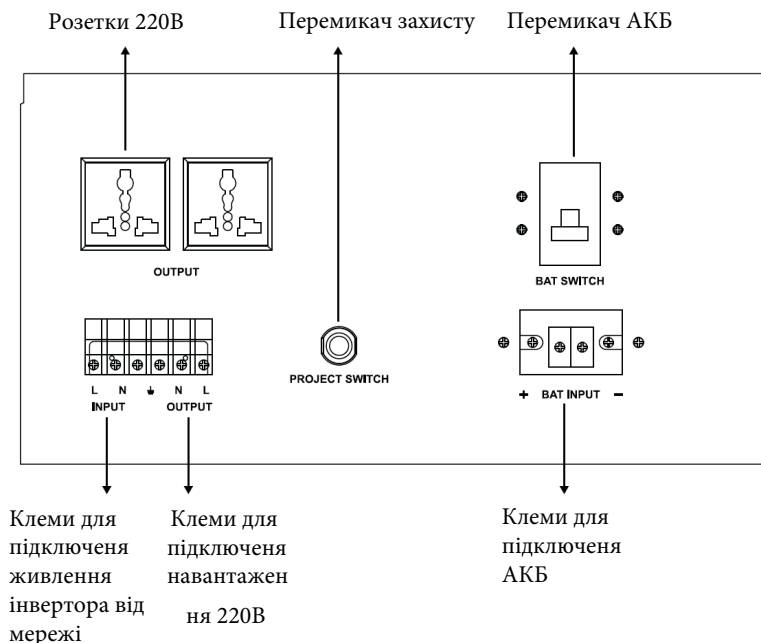 Розетки 220В
Перемикач захисту
Перемикач АКБ
OUTPUT
BAT SWITCH
PROJECT SWITCH
L N N L
INPUT OUTPUT
+ BAT INPUT −
Клеми для
підключеня
живлення
інвертора від
мережі
Клеми для
підключеня
навантажен
ня 220В
Клеми для
підключеня
АКБ